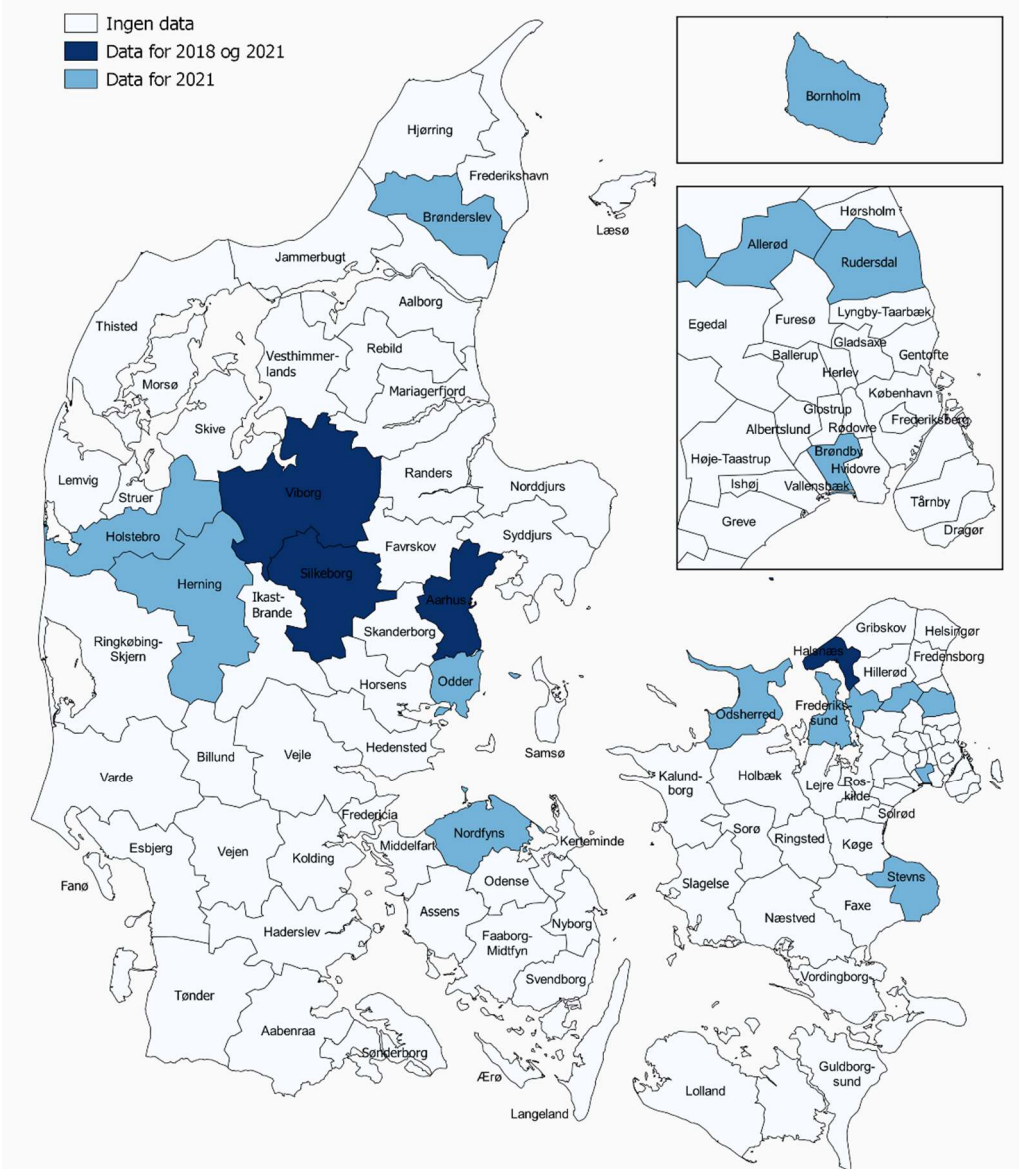 Ingen data
Data for 2018 og 2021
Data for 2021
Bornholm
Hjørring
Frederikshavn
Brønderslev
Læsø
Jammerbugt
Aalborg
Thisted
Vesthimmer-
lands
Rebild
Morsø
Mariagerfjord
Skive
Lemvig
Struer
Viborg
Randers
Norddjurs
Holstebro
Syddjurs
Favrskov
Herning
Silkeborg
Ikast-
Brande
Aarhus
Ringkøbing-
Skjern
Skanderborg
Horsens
Odder
Samsø
Billund
Vejle
Hedensted
Varde
Fredericia
Esbjerg
Vejen
Kolding
Middelfart
Nordfyns
Kerteminde
Fanø
Odense
Assens
Nyborg
Haderslev
Faaborg-
Midtfyn
Svendborg
Tønder
Aabenraa
Sønderborg
Ærø
Langeland
Hørsholm
Allerød
Rudersdal
Egedal
Furesø
Lyngby-Taarbæk
Gladsaxe
Ballerup
Gentofte
Herlev
København
Glostrup
Frederiksberg
Albertslund
Rødovre
Brøndby
Høje-Taastrup
Hvidovre
Ishøj
Vallensbæk
Tårnby
Greve
Dragør
Gribskov
Helsingør
Halsnæs
Fredensborg
Hillerød
Odsherred
Frederiks-
sund
Kalund-
borg
Holbæk
Lejre
Ros-
kilde
Solrød
Sorø
Ringsted
Køge
Slagelse
Stevns
Næstved
Faxe
Vordingborg
Lolland
Guldborg-
sund